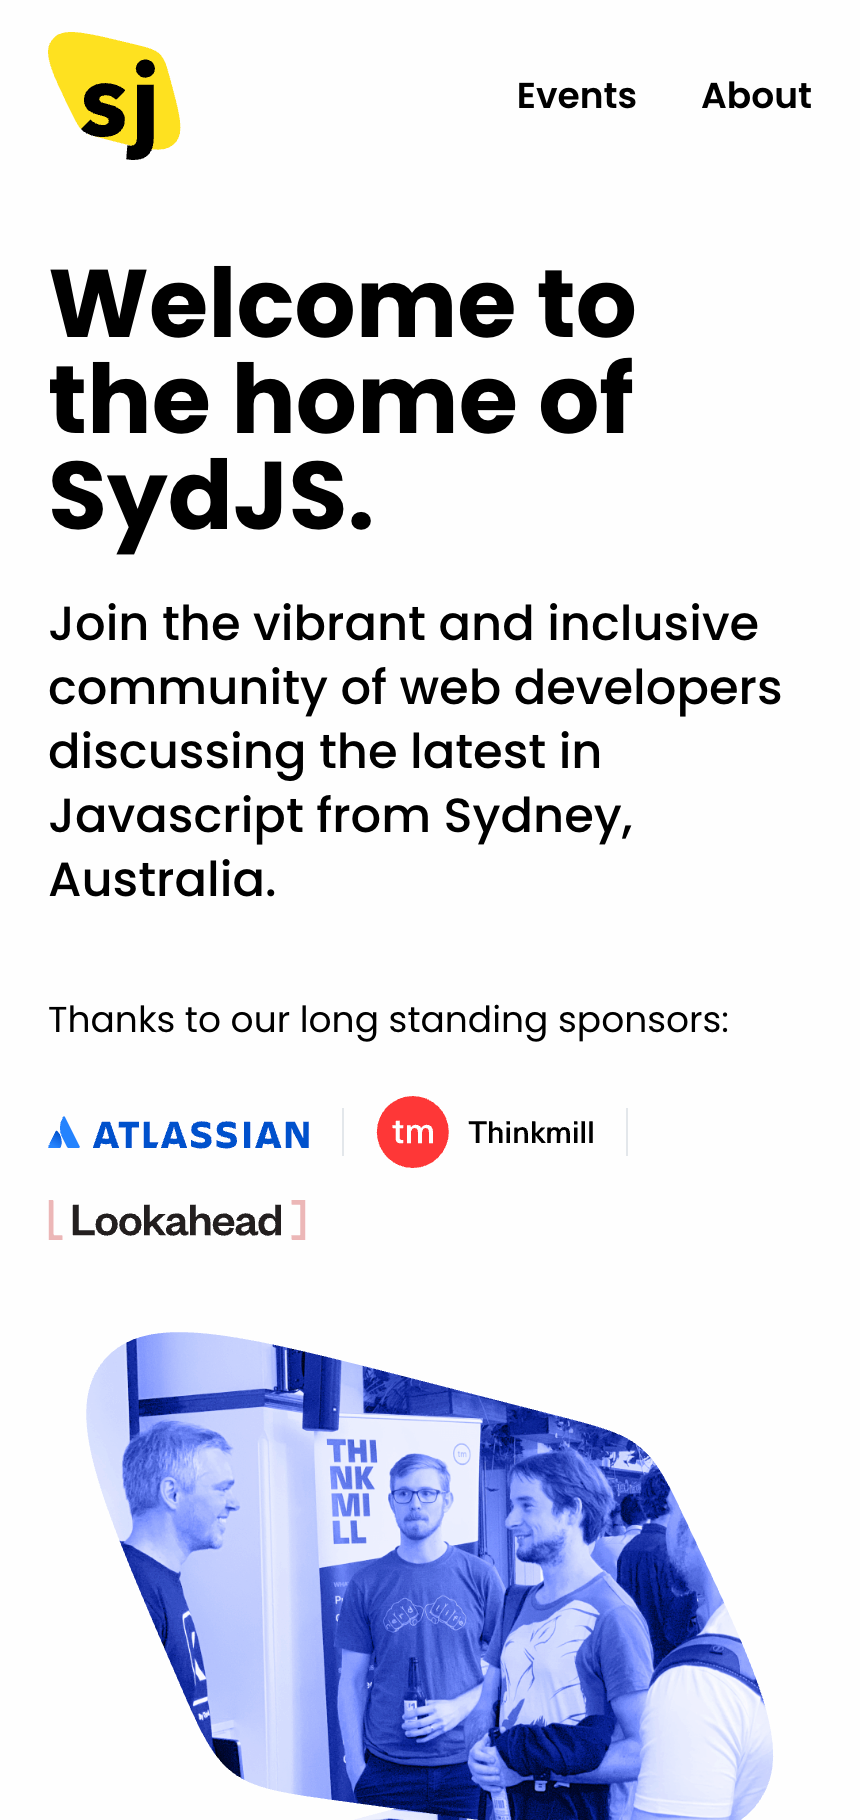 sj
Events
About
Welcome to
the home of
SydJS.
Join the vibrant and inclusive
community of web developers
discussing the latest in
Javascript from Sydney,
Australia.
Thanks to our long standing sponsors:
ATLASSIAN
tm Thinkmill
[Lookahead]
THI
NK
MI
LL
tm